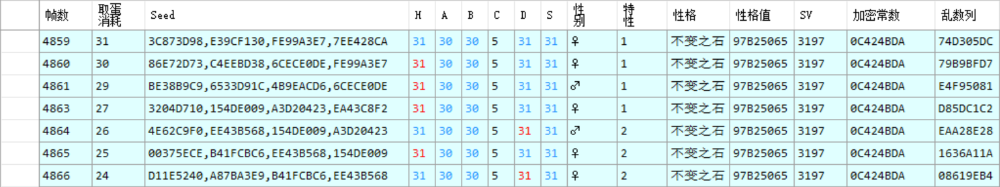 帧数 取蛋消耗 Seed H A B C D S 性别 特性 性格 性格值 SV 加密常数 乱数列
4859 31 3C873D98,E39CF130,FE99A3E7,7EE428CA 31 30 30 5 31 31 ♀ 1 不变之石 97B25065 3197 0C424BDA 74D305DC
4860 30 86E72D73,C4EEBD38,6CECE0DE,FE99A3E7 31 30 30 5 31 31 ♀ 1 不变之石 97B25065 3197 0C424BDA 79B9BFD7
4861 29 BE38B9C9,6533D91C,4B9EACD6,6CECE0DE 31 30 30 5 31 31 ♂ 1 不变之石 97B25065 3197 0C424BDA E4F95081
4863 27 3204D710,154DE009,A3D20423,EA43C8F2 31 30 30 5 31 31 ♀ 1 不变之石 97B25065 3197 0C424BDA D85DC1C2
4864 26 4E62C9F0,EE43B568,154DE009,A3D20423 31 30 30 5 31 31 ♂ 2 不变之石 97B25065 3197 0C424BDA EAA28E28
4865 25 00375ECE,B41FCBC6,EE43B568,154DE009 31 30 30 5 31 31 ♀ 2 不变之石 97B25065 3197 0C424BDA 1636A11A
4866 24 D11E5240,A87BA3E9,B41FCBC6,EE43B568 31 30 30 5 31 31 ♀ 2 不变之石 97B25065 3197 0C424BDA 08619EB4